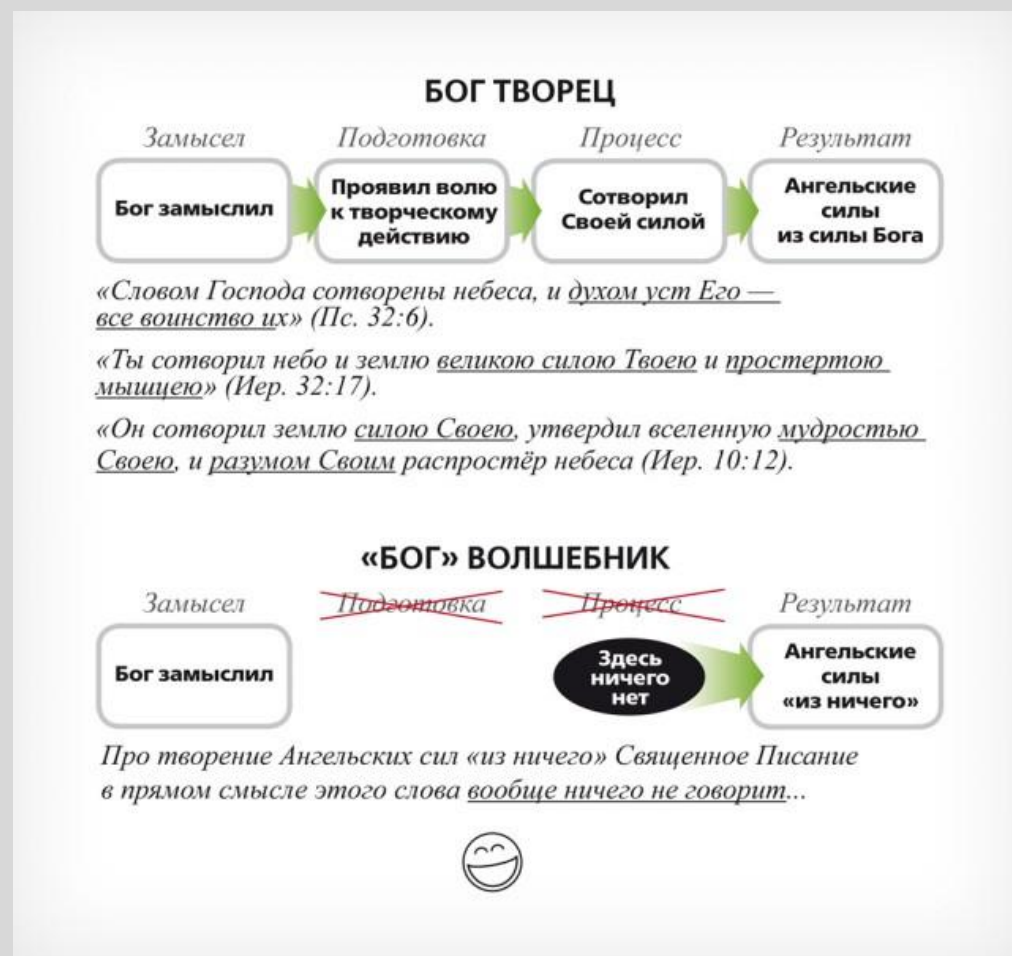 БОГ ТВОРЕЦ
Замысел Подготовка Процесс Результат
Бог замыслил
Проявил волю
к творческому
действию
Сотворил
Своей силой
Ангельские
силы
из силы Бога
«Словом Господа сотворены небеса, и духом уст Его —
все воинство их» (Пс. 32:6).
«Ты сотворил небо и землю великою силою Твоею и простертою
мышцею» (Иер. 32:17).
«Он сотворил землю силою Своею, утвердил вселенную мудростью
Своею, и разумом Своим распростёр небеса (Иер. 10:12).
«БОГ» ВОЛШЕБНИК
Замысел Подготовка Процесс Результат
Бог замыслил
Здесь
ничего
нет
Ангельские
силы
«из ничего»
Про творение Ангельских сил «из ничего» Священное Писание
в прямом смысле этого слова вообще ничего не говорит...